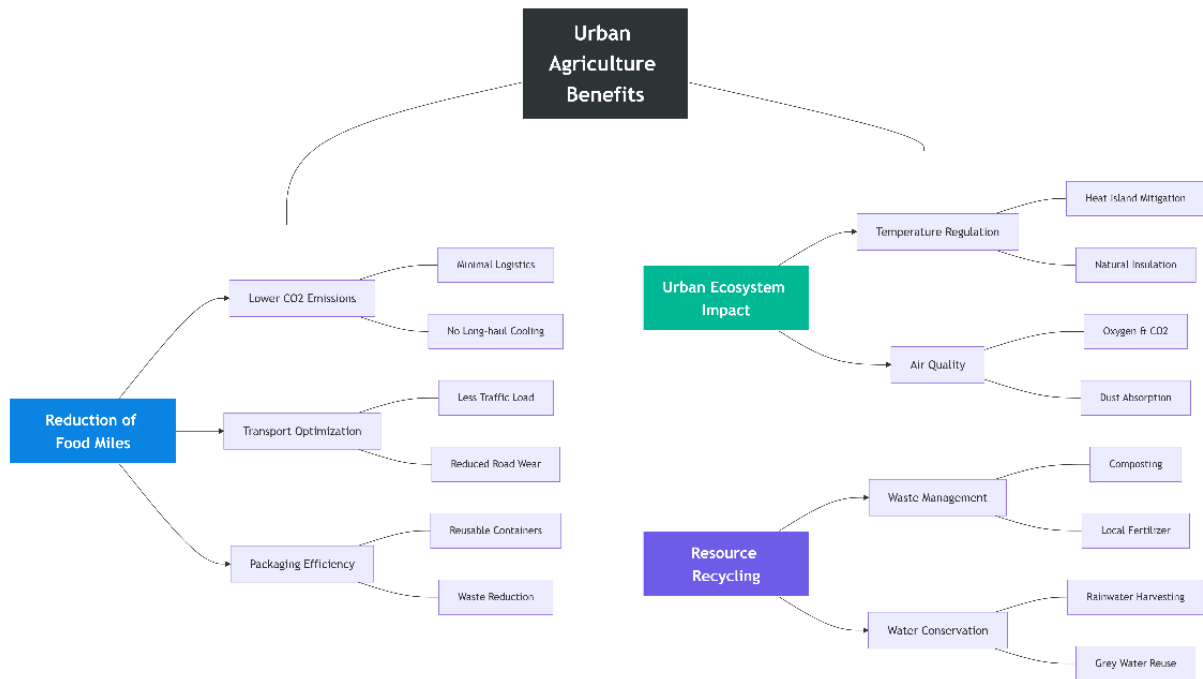 Urban
Agriculture
Benefits
Reduction of
Food Miles
Lower CO2 Emissions
Minimal Logistics
No Long-haul Cooling
Transport Optimization
Less Traffic Load
Reduced Road Wear
Packaging Efficiency
Reusable Containers
Waste Reduction
Urban Ecosystem
Impact
Temperature Regulation
Heat Island Mitigation
Natural Insulation
Air Quality
Oxygen & CO2
Dust Absorption
Resource
Recycling
Waste Management
Composting
Local Fertilizer
Water Conservation
Rainwater Harvesting
Grey Water Reuse